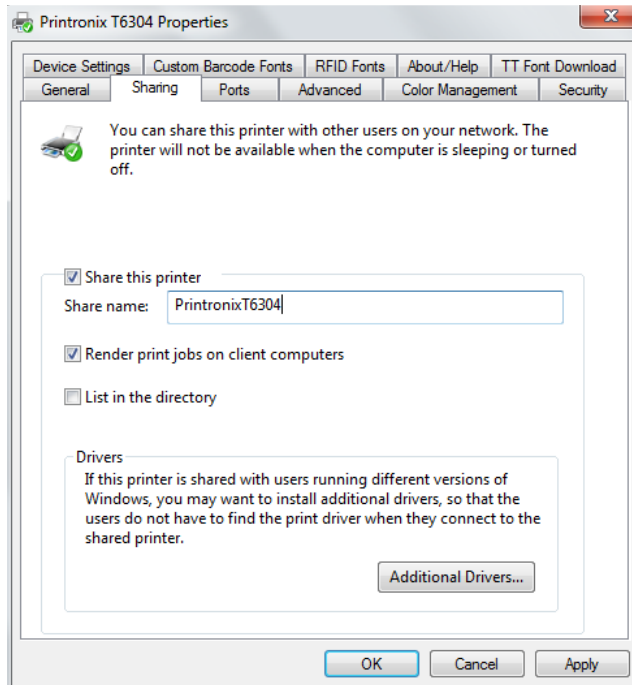 Printronix T6304 Properties
Device Settings Custom Barcode Fonts RFID Fonts About/Help TT Font Download
General Sharing Ports Advanced Color Management Security
You can share this printer with other users on your network. The
printer will not be available when the computer is sleeping or turned
off.
Share this printer
Share name: PrintronixT6304
Render print jobs on client computers
List in the directory
Drivers
If this printer is shared with users running different versions of
Windows, you may want to install additional drivers, so that the
users do not have to find the print driver when they connect to the
shared printer.
Additional Drivers...
OK Cancel Apply